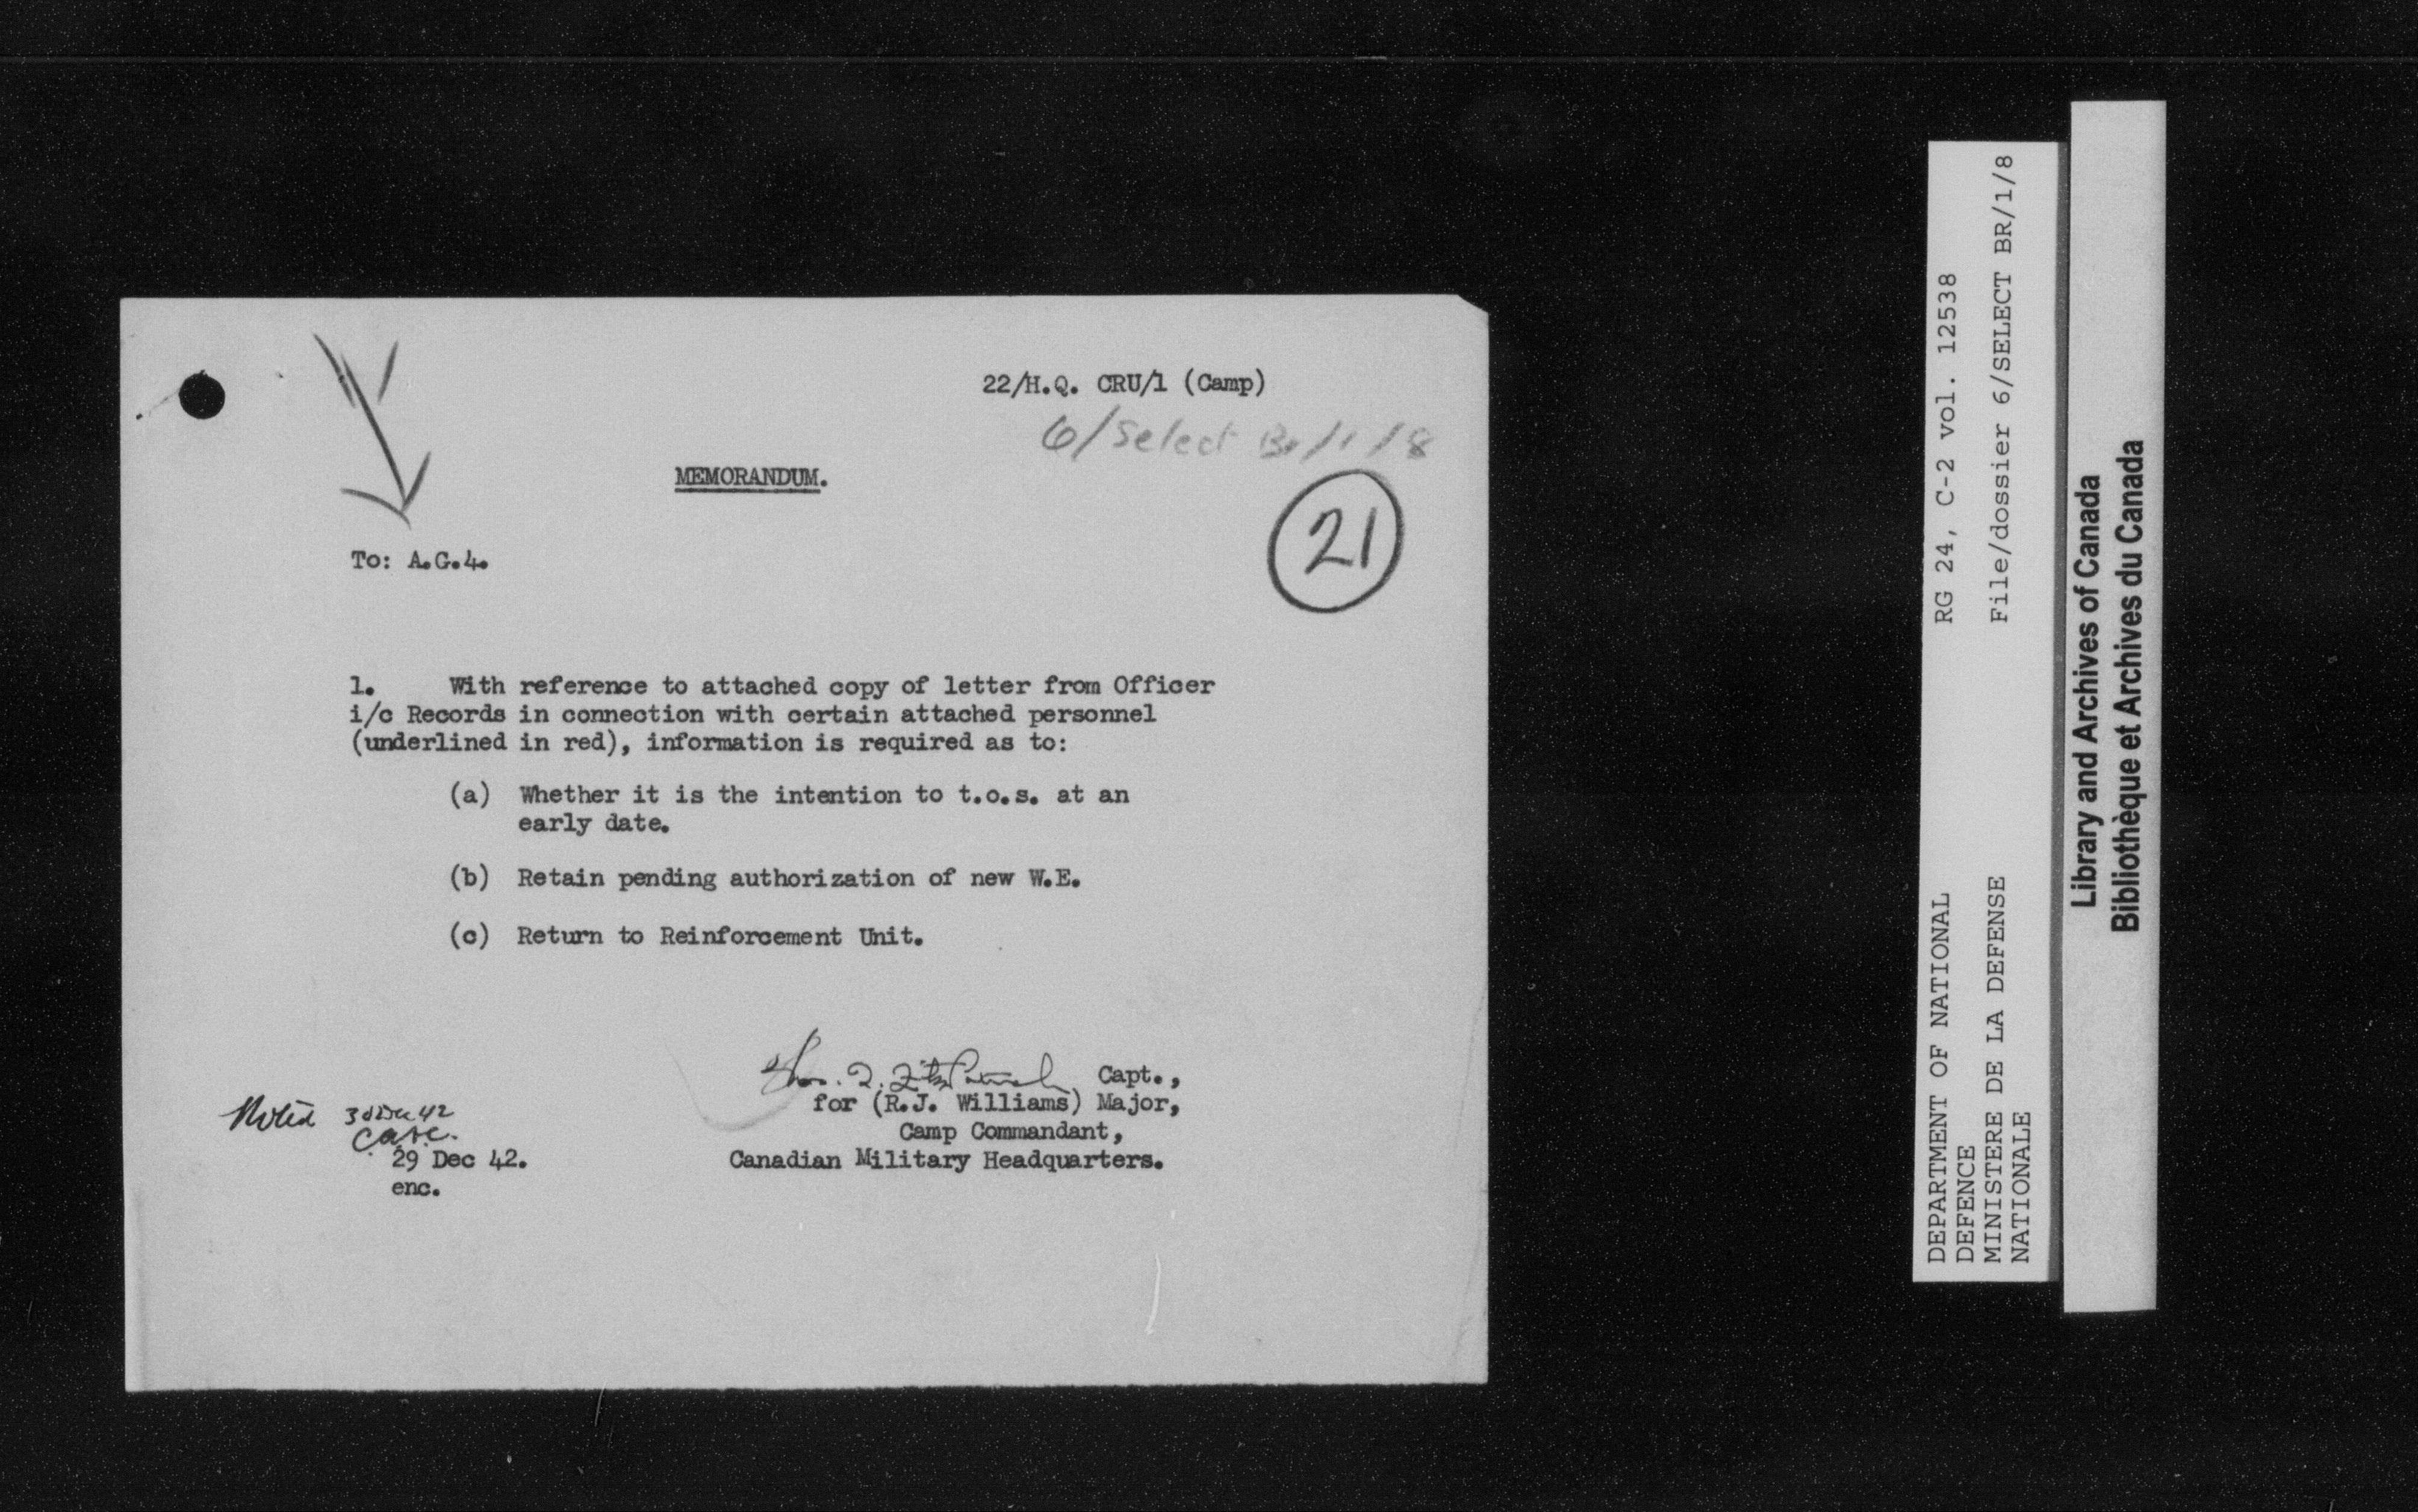 22/H.Q. CRU/1 (Camp)
6/Select Br/1/8
MEMORANDUM.
21
To: A.G.4.
1. With reference to attached copy of letter from Officer
i/c Records in connection with certain attached personnel
(underlined in red), information is required as to:
(a) Whether it is the intention to t.o.s. at an
early date.
(b) Retain pending authorization of new W.E.
(c) Return to Reinforcement Unit.
Capt.,
for (R.J. Williams) Major,
Camp Commandant,
Canadian Military Headquarters.
Noted 30 Dec 42
29 Dec 42.
enc.
DEPARTMENT OF NATIONAL
DEFENCE
MINISTERE DE LA DEFENSE
NATIONALE
RG 24, C-2 vol. 12538
File/dossier 6/SELECT BR/1/8
Library and Archives of Canada
Bibliothèque et Archives du Canada